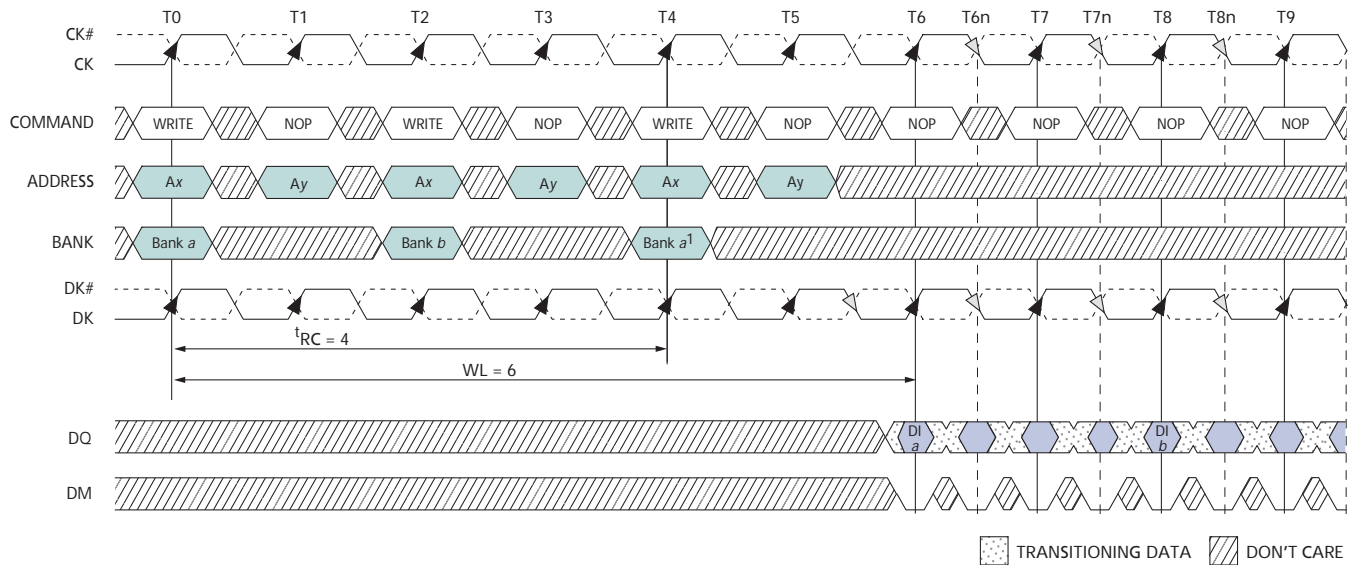 T0 T1 T2 T3 T4 T5 T6 T6n T7 T7n T8 T8n T9
CK#
CK
COMMAND WRITE NOP WRITE NOP WRITE NOP NOP NOP NOP NOP
ADDRESS Ax Ay Ax Ay Ax Ay
BANK Bank a Bank b Bank a1
DK#
DK
tRC = 4
WL = 6
DQ DI a DI b
DM
TRANSITIONING DATA DON'T CARE